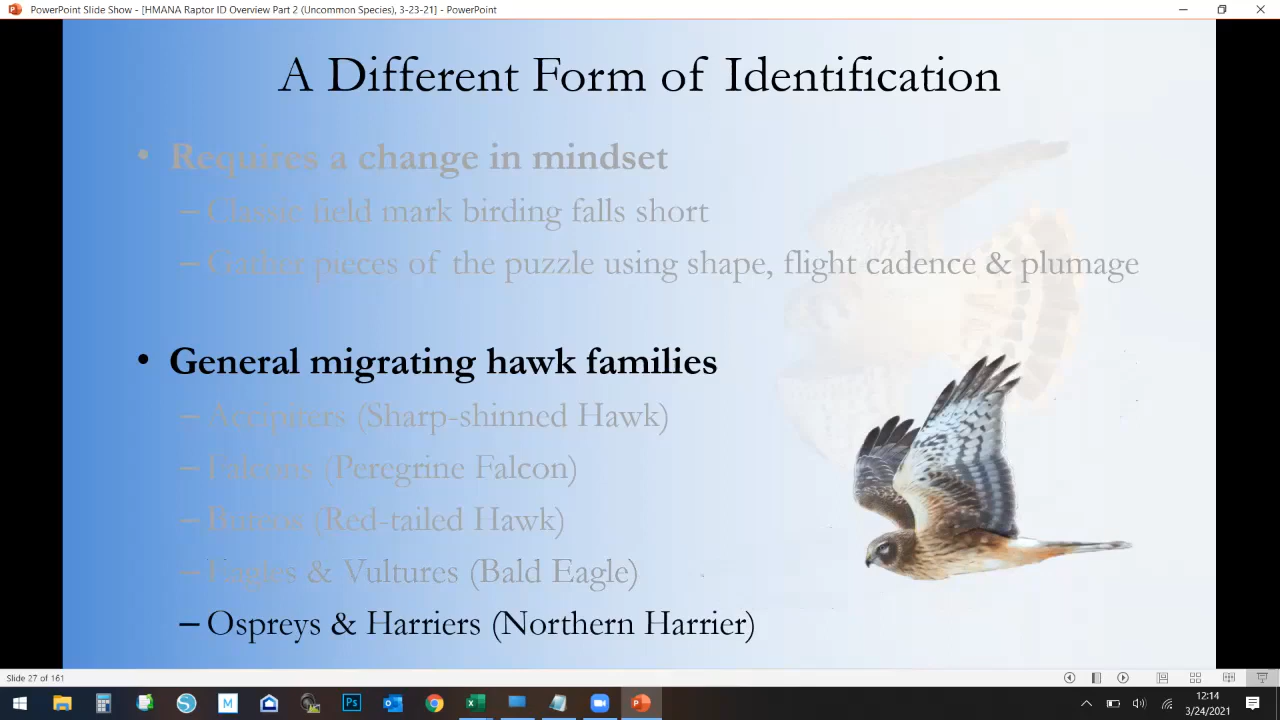 PowerPoint Slide Show - [HMANA Raptor ID Overview Part 2 (Uncommon Species), 3-23-21] - PowerPoint
A Different Form of Identification
• Requires a change in mindset
– Classic field mark birding falls short
– Gather pieces of the puzzle using shape, flight cadence & plumage
• General migrating hawk families
– Accipiters (Sharp-shinned Hawk)
– Falcons (Peregrine Falcon)
– Buteos (Red-tailed Hawk)
– Eagles & Vultures (Bald Eagle)
– Ospreys & Harriers (Northern Harrier)
Slide 27 of 161
M
Ps
12:14
3/24/2021